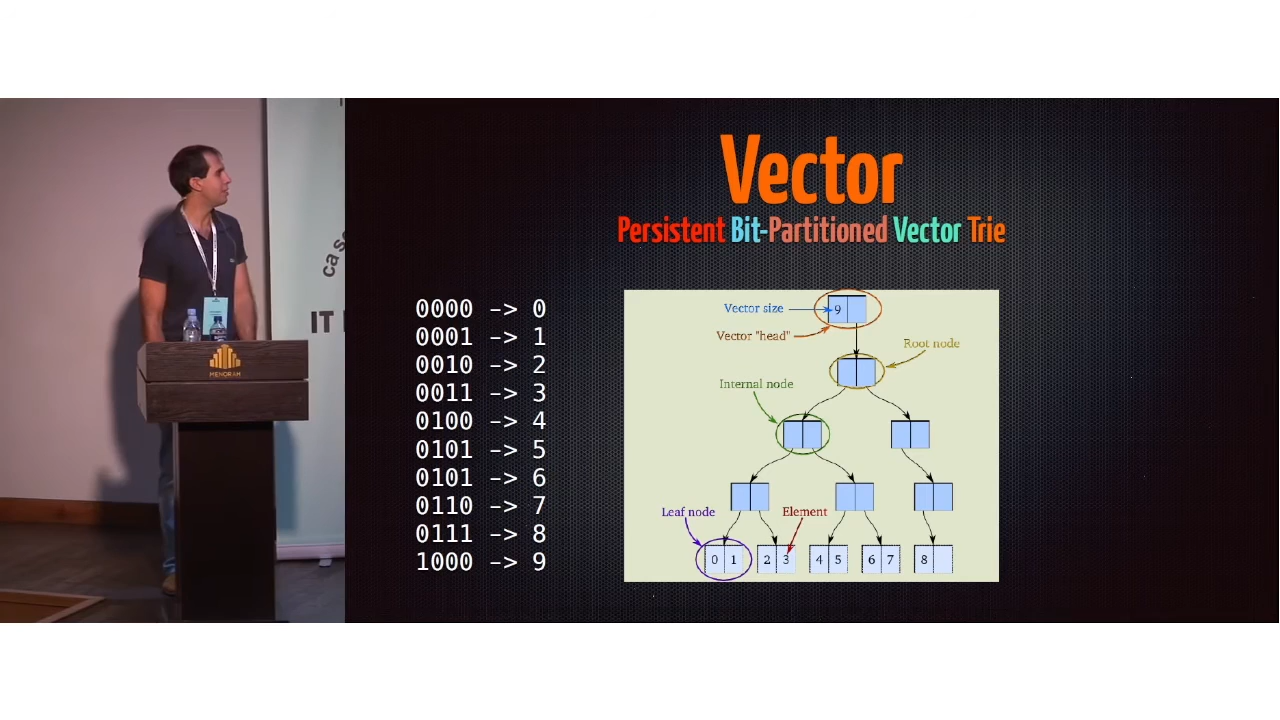 Vector
Persistent Bit-Partitioned Vector Trie
0000 -> 0
0001 -> 1
0010 -> 2
0011 -> 3
0100 -> 4
0101 -> 5
0101 -> 6
0110 -> 7
0111 -> 8
1000 -> 9
Vector size
9
Vector "head"
Root node
Internal node
Leaf node
Element
0 1 2 3 4 5 6 7 8
IT
MENORAH